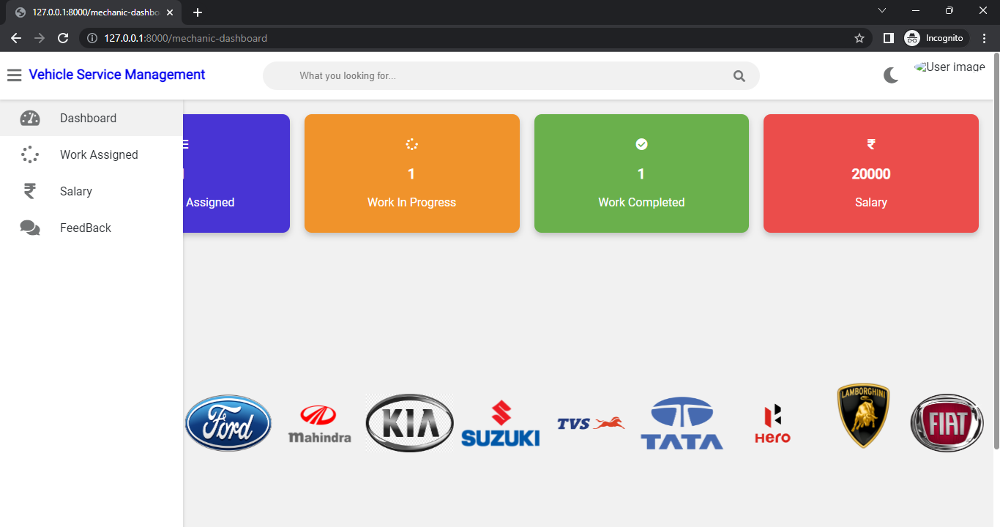 127.0.0.1:8000/mechanic-dashbo
127.0.0.1:8000/mechanic-dashboard
Incognito
Vehicle Service Management
What you looking for...
User image
Dashboard
Work Assigned
Salary
FeedBack
Assigned
1
Work In Progress
1
Work Completed
₹
20000
Salary
Ford
mahindra
KIA
SUZUKI
TVS
TATA
Hero
LAMBORGHINI
FIAT